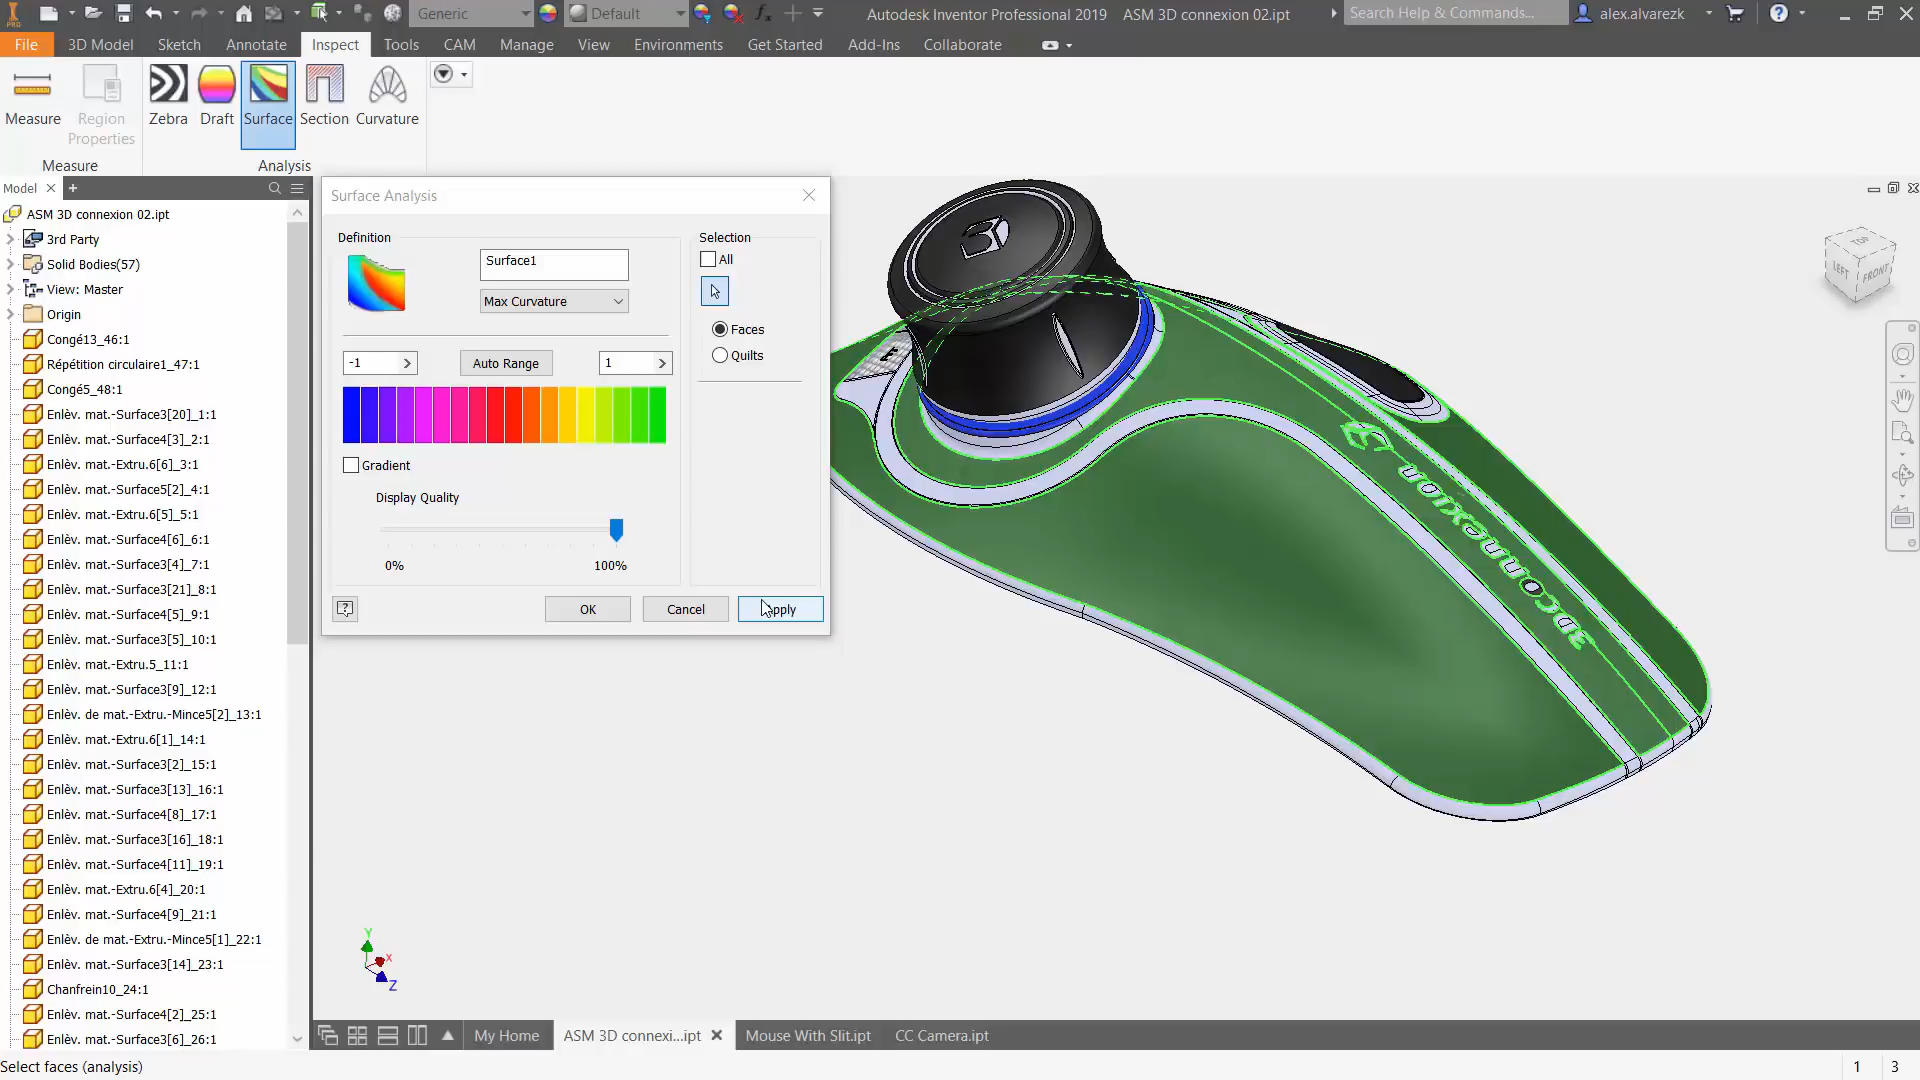 Generic
Default
Autodesk Inventor Professional 2019 ASM 3D connexion 02.ipt
Search Help & Commands...
alex.alvarezk
File 3D Model Sketch Annotate Inspect Tools CAM Manage View Environments Get Started Add-Ins Collaborate
Measure Region Properties Zebra Draft Surface Section Curvature
Measure Analysis
Model
ASM 3D connexion 02.ipt
3rd Party
Solid Bodies(57)
View: Master
Origin
Congé13_46:1
Répétition circulaire1_47:1
Congé5_48:1
Enlèv. mat.-Surface3[20]_1:1
Enlèv. mat.-Surface4[3]_2:1
Enlèv. mat.-Extru.6[6]_3:1
Enlèv. mat.-Surface5[2]_4:1
Enlèv. mat.-Extru.6[5]_5:1
Enlèv. mat.-Surface4[6]_6:1
Enlèv. mat.-Surface3[4]_7:1
Enlèv. mat.-Surface3[21]_8:1
Enlèv. mat.-Surface4[5]_9:1
Enlèv. mat.-Surface3[5]_10:1
Enlèv. mat.-Extru.5_11:1
Enlèv. mat.-Surface3[9]_12:1
Enlèv. de mat.-Extru.-Mince5[2]_13:1
Enlèv. mat.-Extru.6[1]_14:1
Enlèv. mat.-Surface3[2]_15:1
Enlèv. mat.-Surface3[13]_16:1
Enlèv. mat.-Surface4[8]_17:1
Enlèv. mat.-Surface3[16]_18:1
Enlèv. mat.-Surface4[11]_19:1
Enlèv. mat.-Extru.6[4]_20:1
Enlèv. mat.-Surface4[9]_21:1
Enlèv. de mat.-Extru.-Mince5[1]_22:1
Enlèv. mat.-Surface3[14]_23:1
Chanfrein10_24:1
Enlèv. mat.-Surface4[2]_25:1
Enlèv. mat.-Surface3[6]_26:1
Surface Analysis
Definition
Surface1
Max Curvature
-1
Auto Range
1
Gradient
Display Quality
0% 100%
Selection
All
Faces
Quilts
OK Cancel
TOP
LEFT FRONT
3Dconnexion
Y
X
Z
My Home ASM 3D connexi...ipt Mouse With Slit.ipt CC Camera.ipt
Select faces (analysis)
1 3